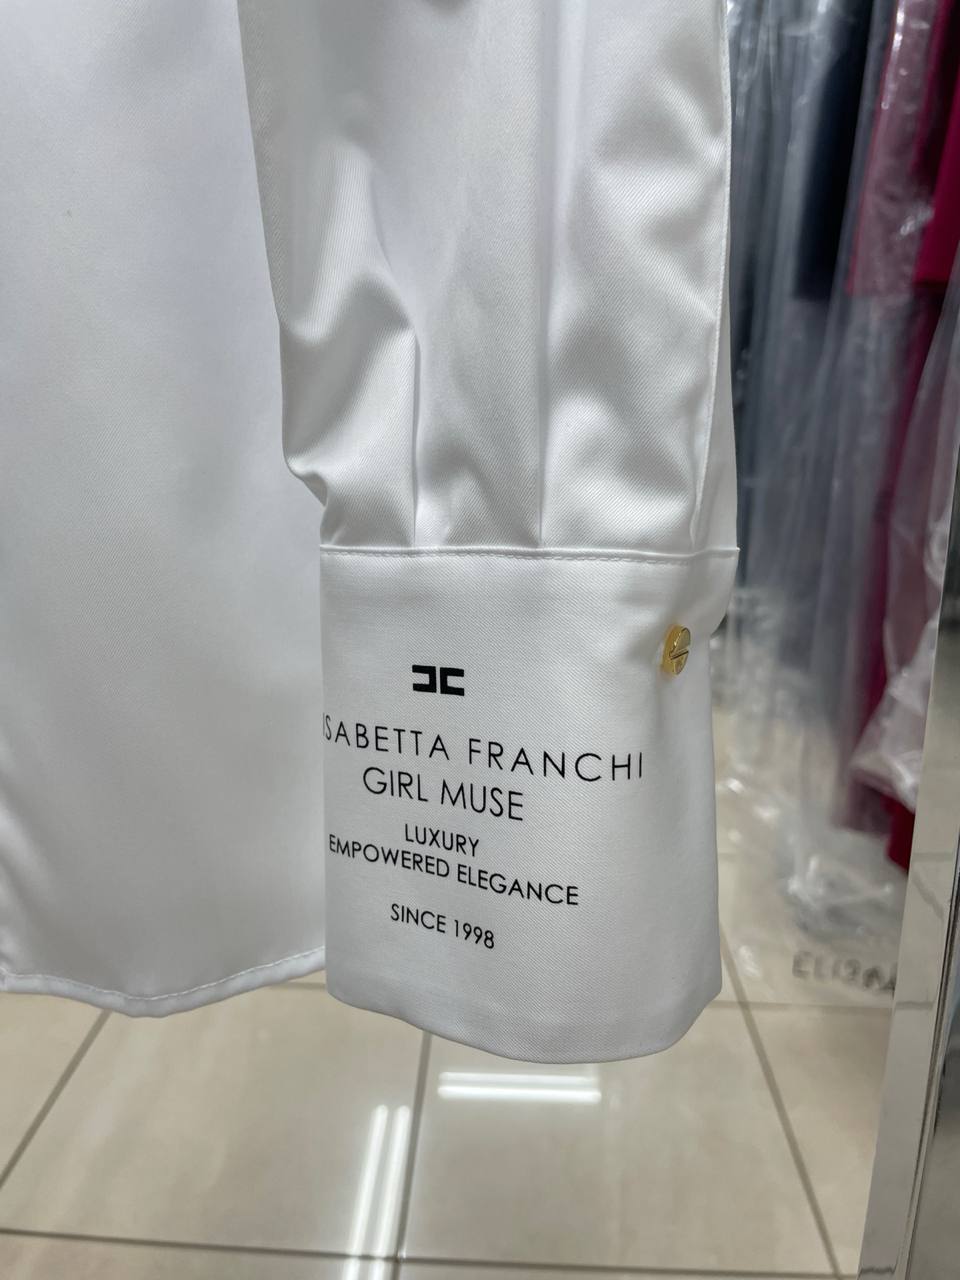 ISABETTA FRANCHI
GIRL MUSE
LUXURY
EMPOWERED ELEGANCE
SINCE 1998